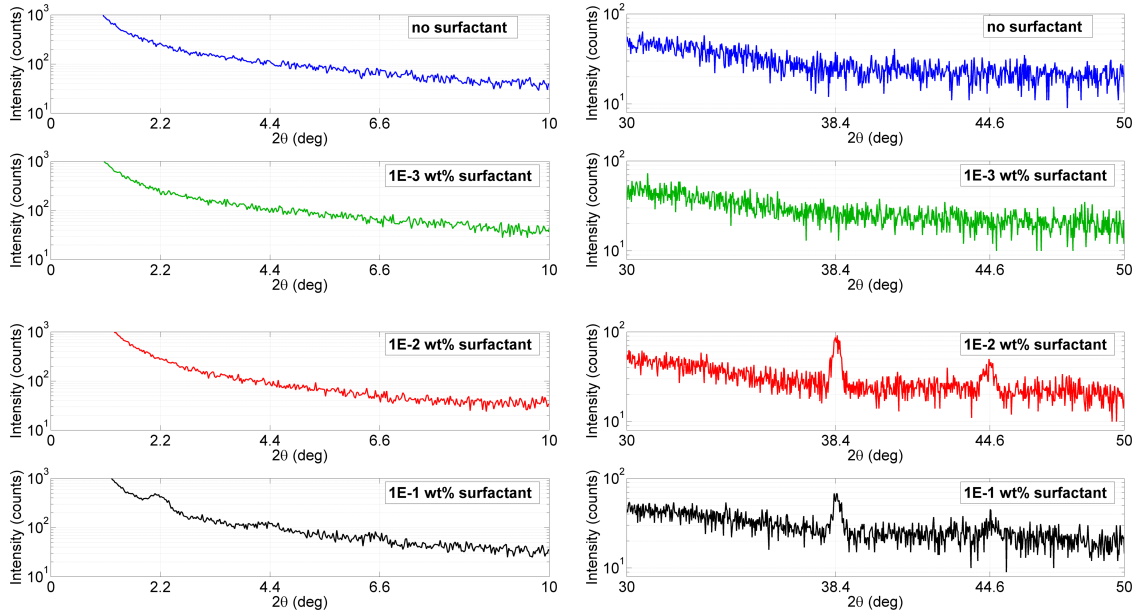 Intensity (counts)
10^3
10^2
10^1
no surfactant
0 2.2 4.4 6.6 10
2θ (deg)
Intensity (counts)
10^2
10^1
no surfactant
30 38.4 44.6 50
2θ (deg)
Intensity (counts)
10^3
10^2
10^1
1E-3 wt% surfactant
0 2.2 4.4 6.6 10
2θ (deg)
Intensity (counts)
10^2
10^1
1E-3 wt% surfactant
30 38.4 44.6 50
2θ (deg)
Intensity (counts)
10^3
10^2
10^1
1E-2 wt% surfactant
0 2.2 4.4 6.6 10
2θ (deg)
Intensity (counts)
10^2
10^1
1E-2 wt% surfactant
30 38.4 44.6 50
2θ (deg)
Intensity (counts)
10^3
10^2
10^1
1E-1 wt% surfactant
0 2.2 4.4 6.6 10
2θ (deg)
Intensity (counts)
10^2
10^1
1E-1 wt% surfactant
30 38.4 44.6 50
2θ (deg)